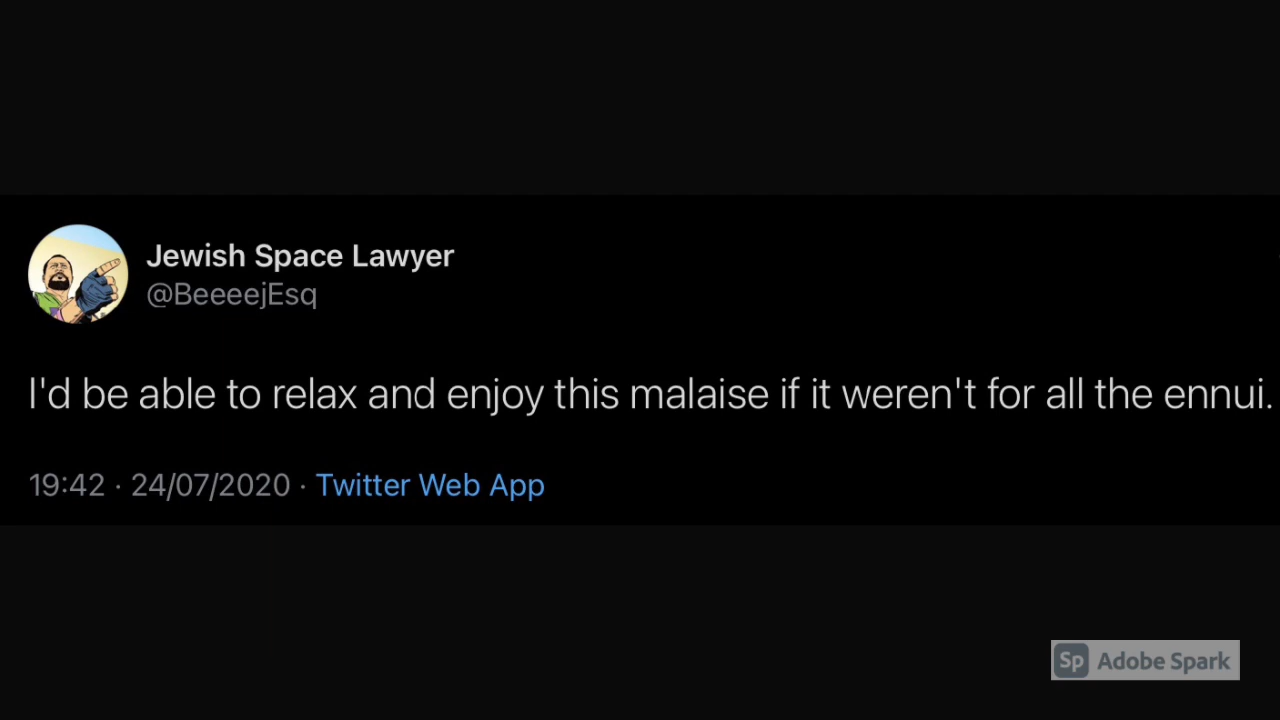 Jewish Space Lawyer
@BeeeejEsq
I'd be able to relax and enjoy this malaise if it weren't for all the ennui.
19:42 · 24/07/2020 · Twitter Web App
Sp Adobe Spark